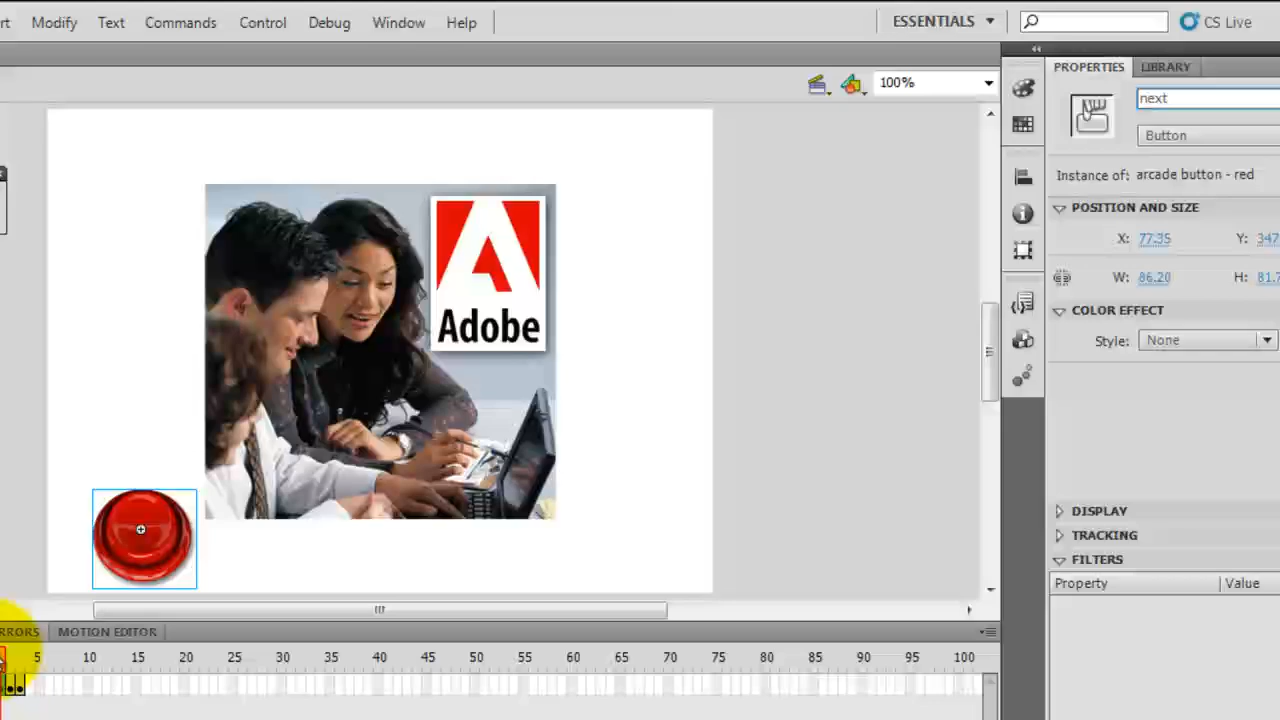 rt Modify Text Commands Control Debug Window Help ESSENTIALS CS Live
PROPERTIES LIBRARY
100%
next
Button
Instance of: arcade button - red
POSITION AND SIZE
X: 77.35 Y: 347
W: 86.20 H: 81.7
COLOR EFFECT
Style: None
Adobe
DISPLAY
TRACKING
FILTERS
Property Value
RRORS MOTION EDITOR
5 10 15 20 25 30 35 40 45 50 55 60 65 70 75 80 85 90 95 100